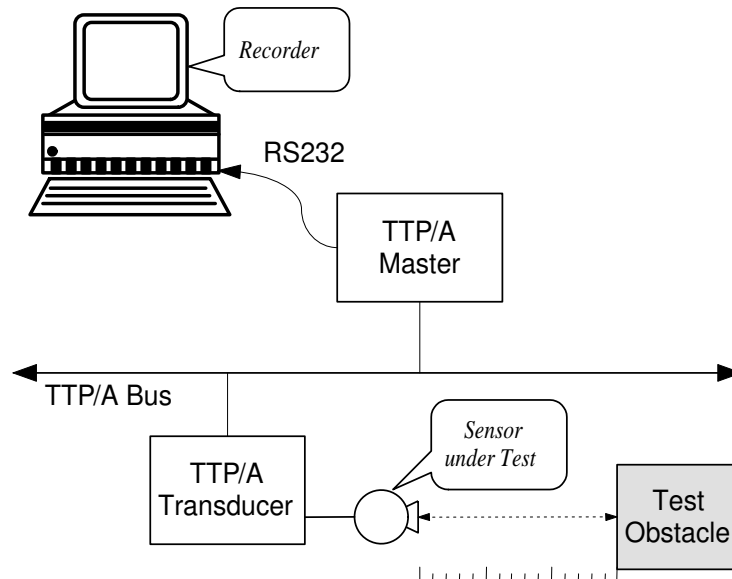 Recorder
RS232
TTP/A
Master
TTP/A Bus
TTP/A
Transducer
Sensor
under Test
Test
Obstacle